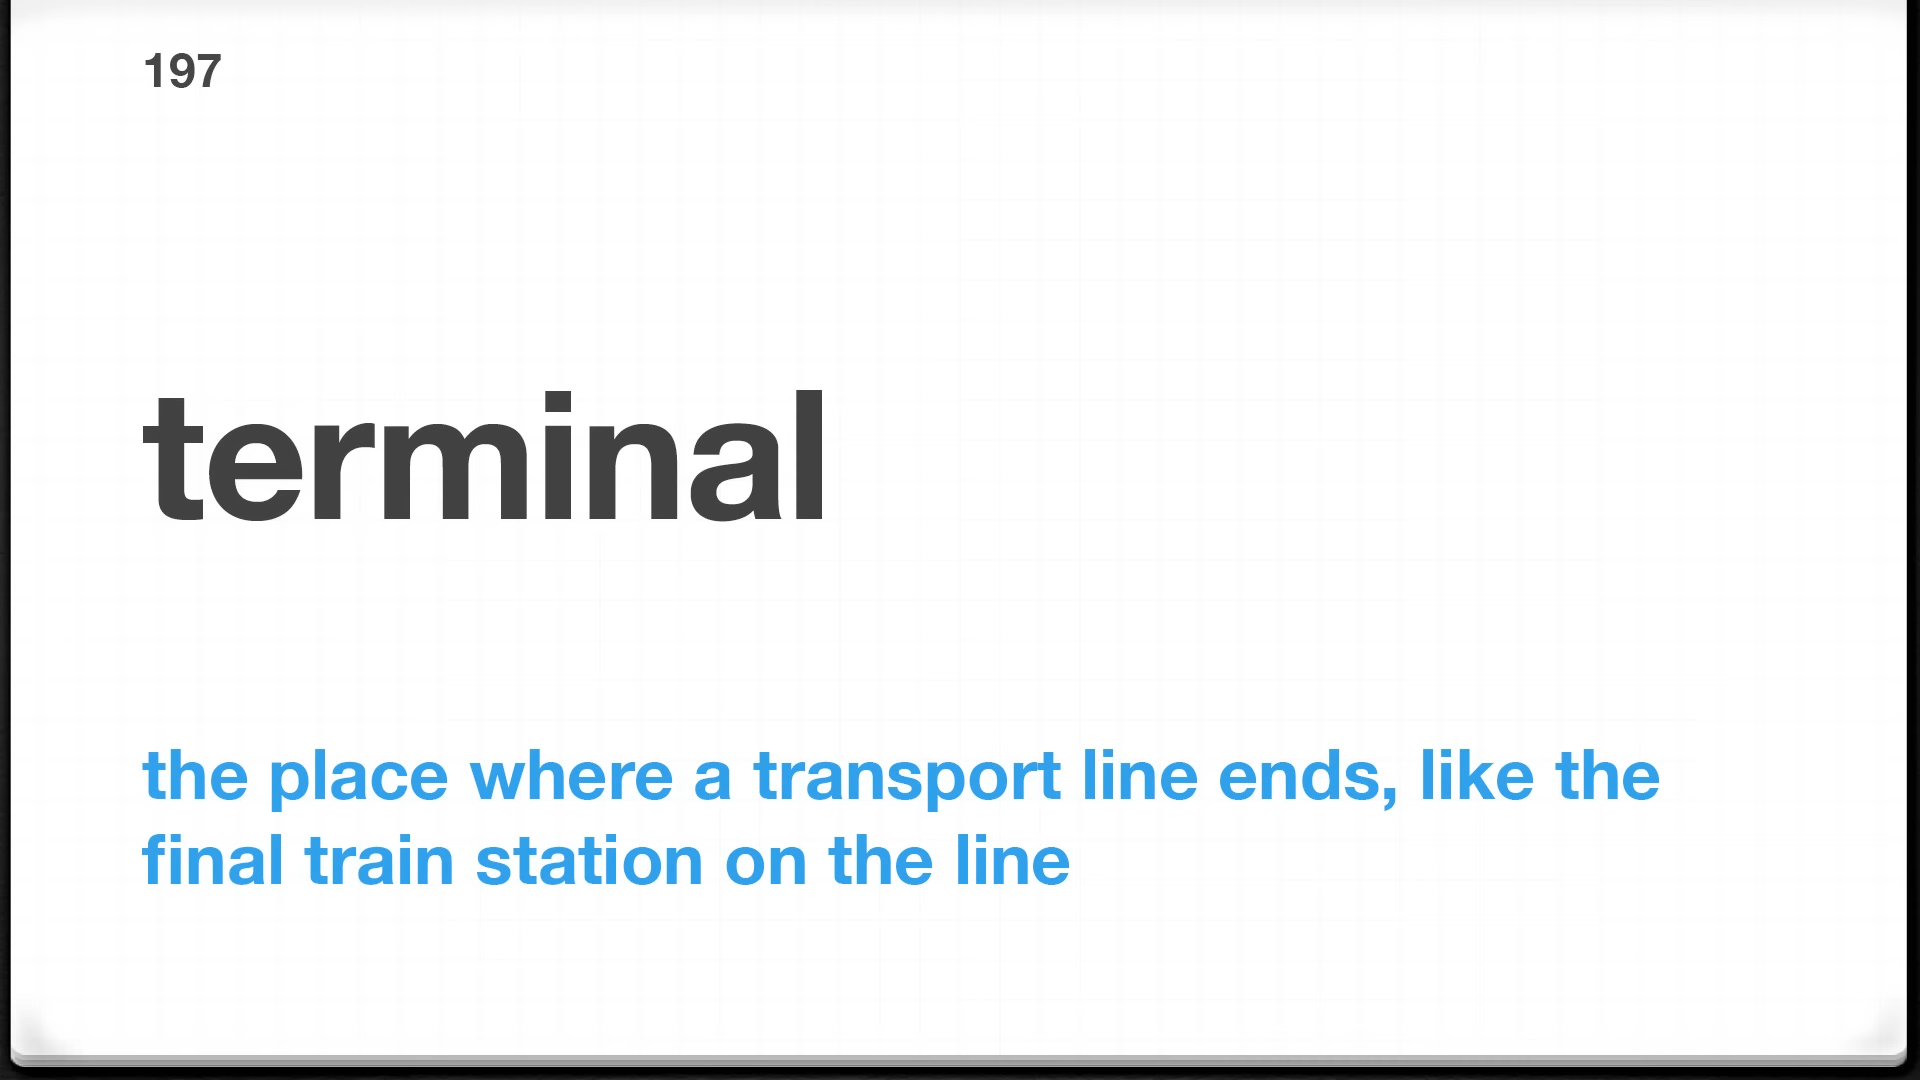 197
terminal
the place where a transport line ends, like the
final train station on the line